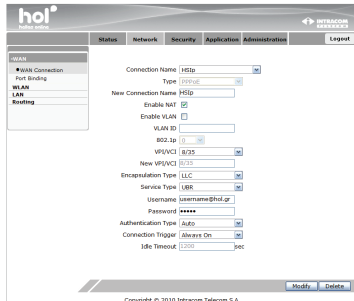 hol
hellas online
INTRACOM
TELECOM
Status Network Security Application Administration Logout
WAN
WAN Connection
Port Binding
WLAN
LAN
Routing
Connection Name HSIp
Type PPPoE
New Connection Name HSIp
Enable NAT
Enable VLAN
VLAN ID
802.1p 0
VPI/VCI 8/35
New VPI/VCI 8/35
Encapsulation Type LLC
Service Type UBR
Username username@hol.gr
Password •••••
Authentication Type Auto
Connection Trigger Always On
Idle Timeout 1200 sec
Modify Delete
Copyright © 2010 Intracom Telecom S.A.